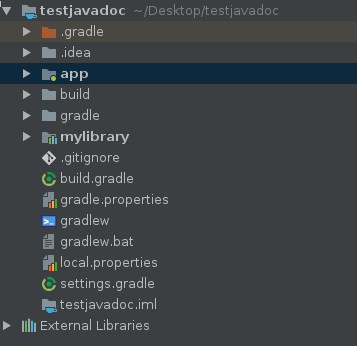 testjavadoc ~/Desktop/testjavadoc
.gradle
.idea
app
build
gradle
mylibrary
.gitignore
build.gradle
gradle.properties
gradlew
gradlew.bat
local.properties
settings.gradle
testjavadoc.iml
External Libraries